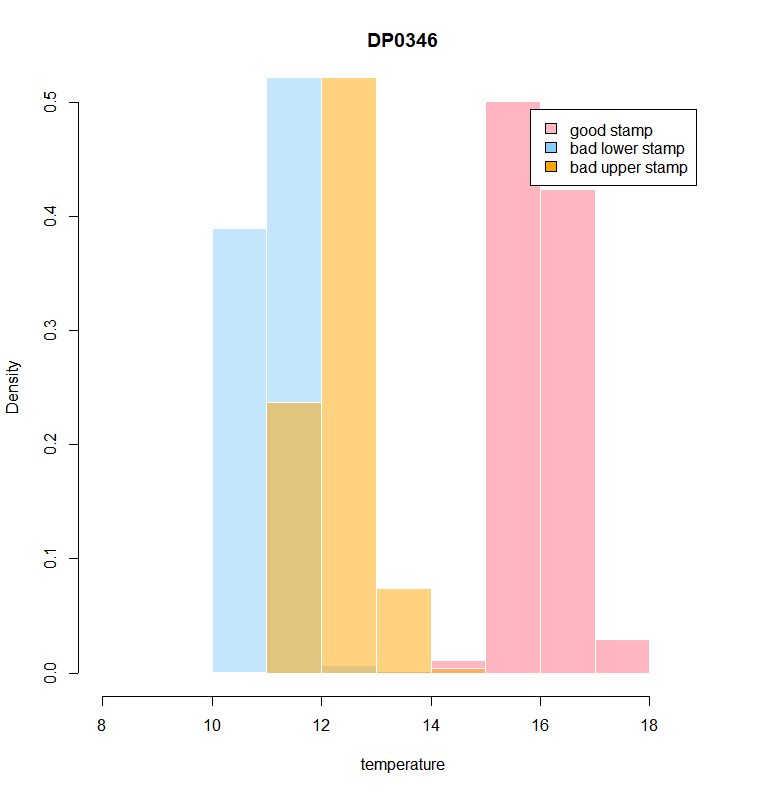 DP0346
good stamp
bad lower stamp
bad upper stamp
Density
0.5
0.4
0.3
0.2
0.1
0.0
8 10 12 14 16 18
temperature